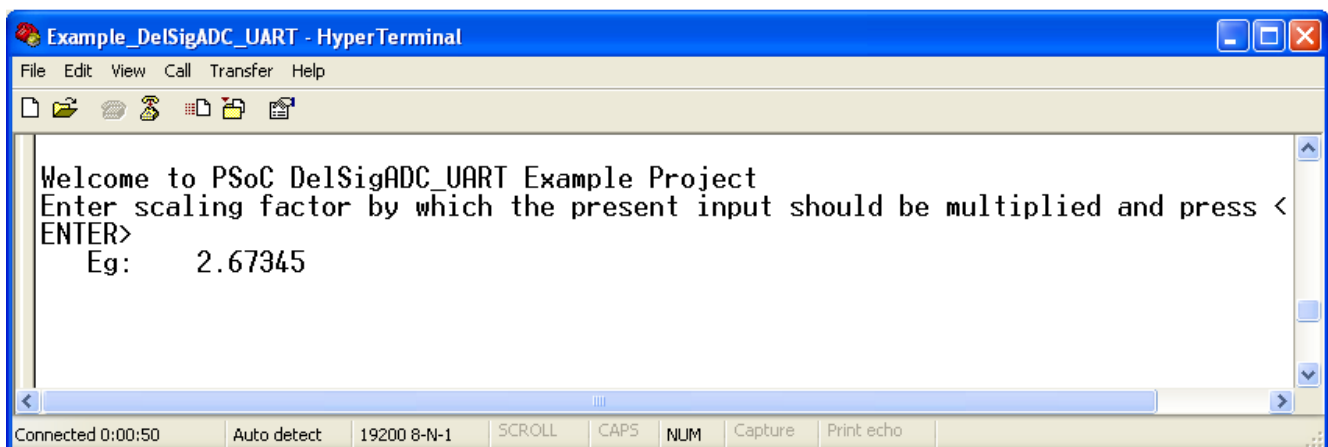 Example_DelSigADC_UART - HyperTerminal
File Edit View Call Transfer Help
Welcome to PSoC DelSigADC_UART Example Project
Enter scaling factor by which the present input should be multiplied and press <
ENTER>
Eg: 2.67345
Connected 0:00:50 Auto detect 19200 8-N-1 SCROLL CAPS NUM Capture Print echo